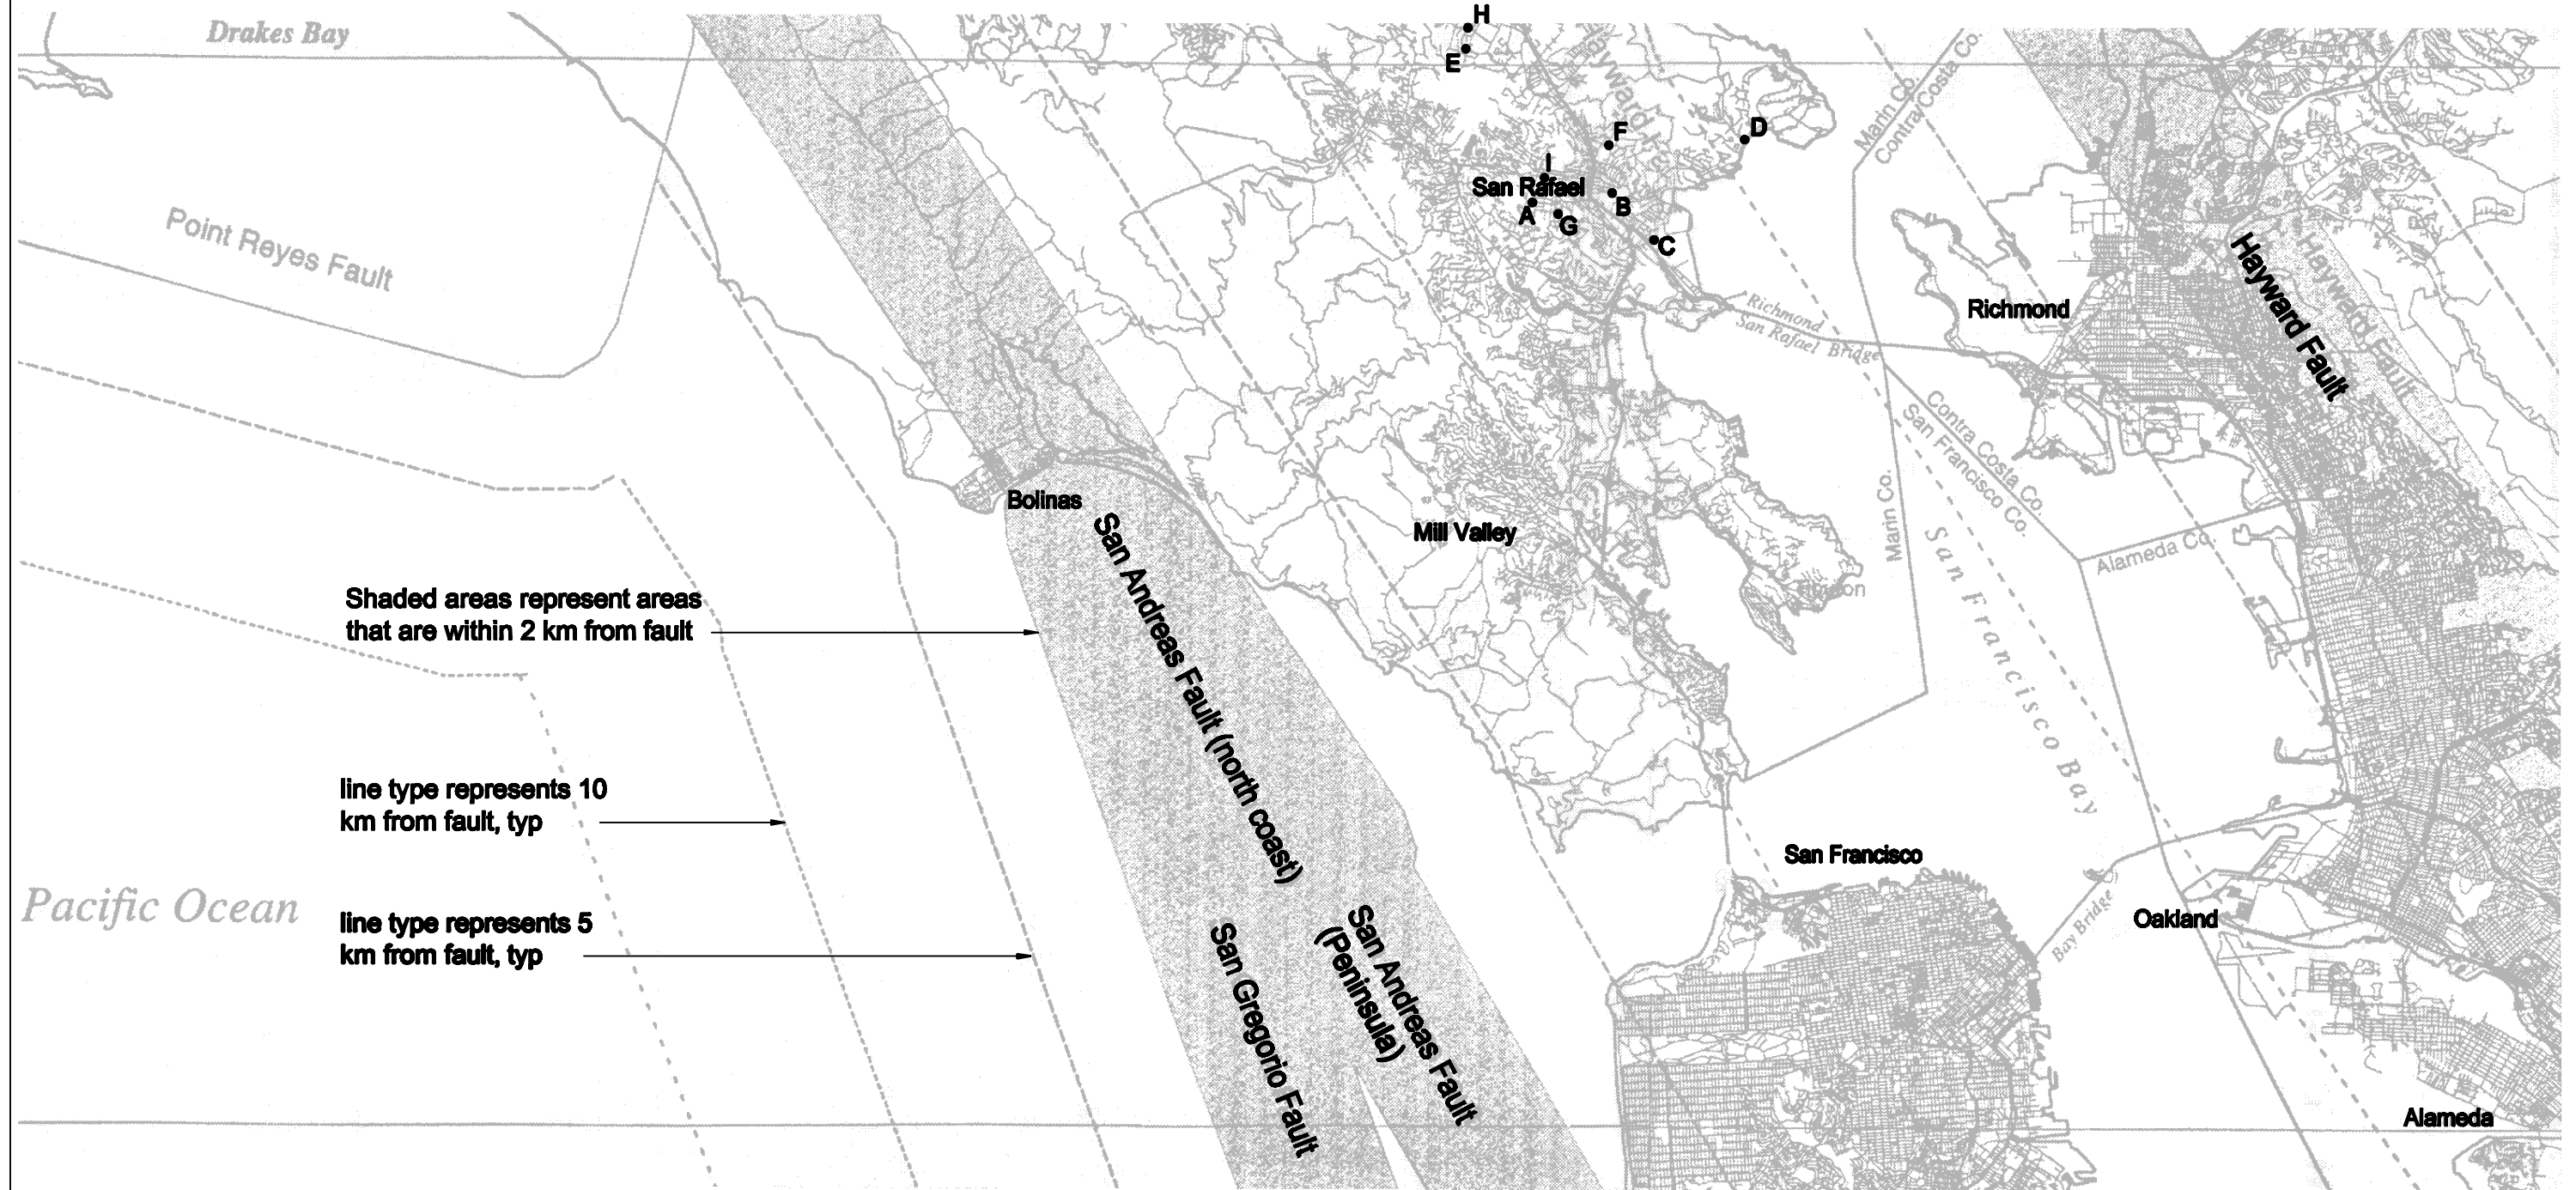 Drakes Bay
H
E
F
D
I
San Rafael
A
G
B
C
Marin Co.
Contra Costa Co.
Point Reyes Fault
Richmond
San Rafael Bridge
Richmond
Hayward Fault
Hayward Fault
Bolinas
Mill Valley
Contra Costa Co.
San Francisco Co.
Marin Co.
Alameda Co.
San Francisco Bay
Shaded areas represent areas
that are within 2 km from fault
San Andreas Fault (north coast)
line type represents 10
km from fault, typ
line type represents 5
km from fault, typ
Pacific Ocean
San Francisco
Oakland
Bay Bridge
San Gregorio Fault
San Andreas Fault
(Peninsula)
Alameda